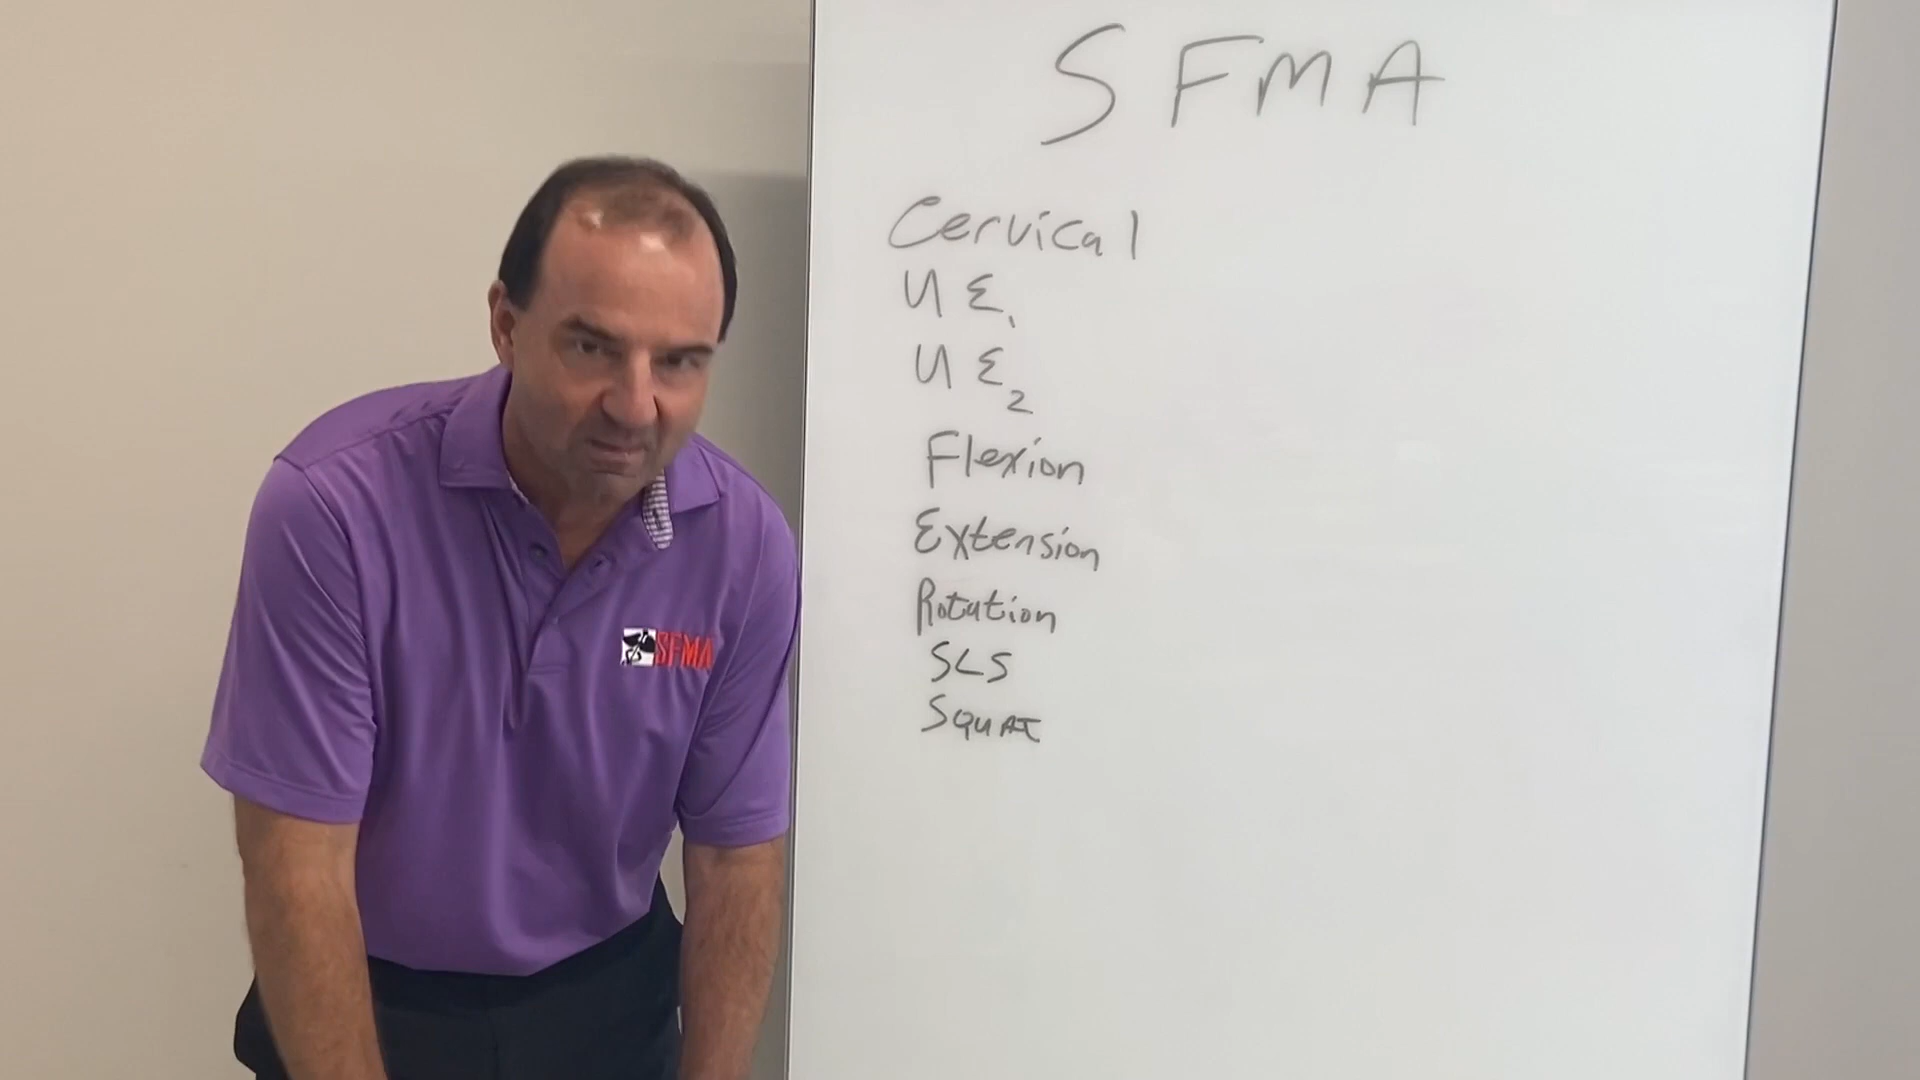 SFMA
Cervical
UE1
UE2
Flexion
Extension
Rotation
SLS
SQUAT
SFMA